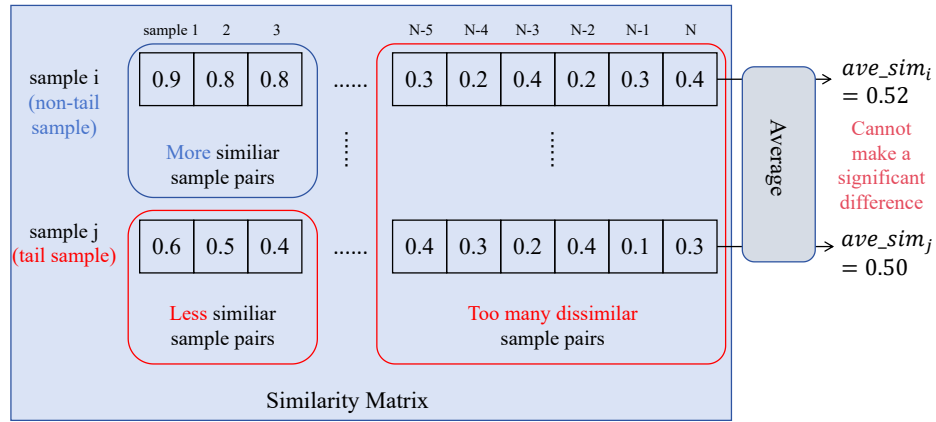 sample 1 2 3 N-5 N-4 N-3 N-2 N-1 N
sample i
(non-tail
sample)
0.9 0.8 0.8 ...... 0.3 0.2 0.4 0.2 0.3 0.4
More similiar
sample pairs
sample j
(tail sample)
0.6 0.5 0.4 ...... 0.4 0.3 0.2 0.4 0.1 0.3
Less similiar
sample pairs
Too many dissimilar
sample pairs
Similarity Matrix
Average
ave_sim_i
= 0.52
Cannot
make a
significant
difference
ave_sim_j
= 0.50